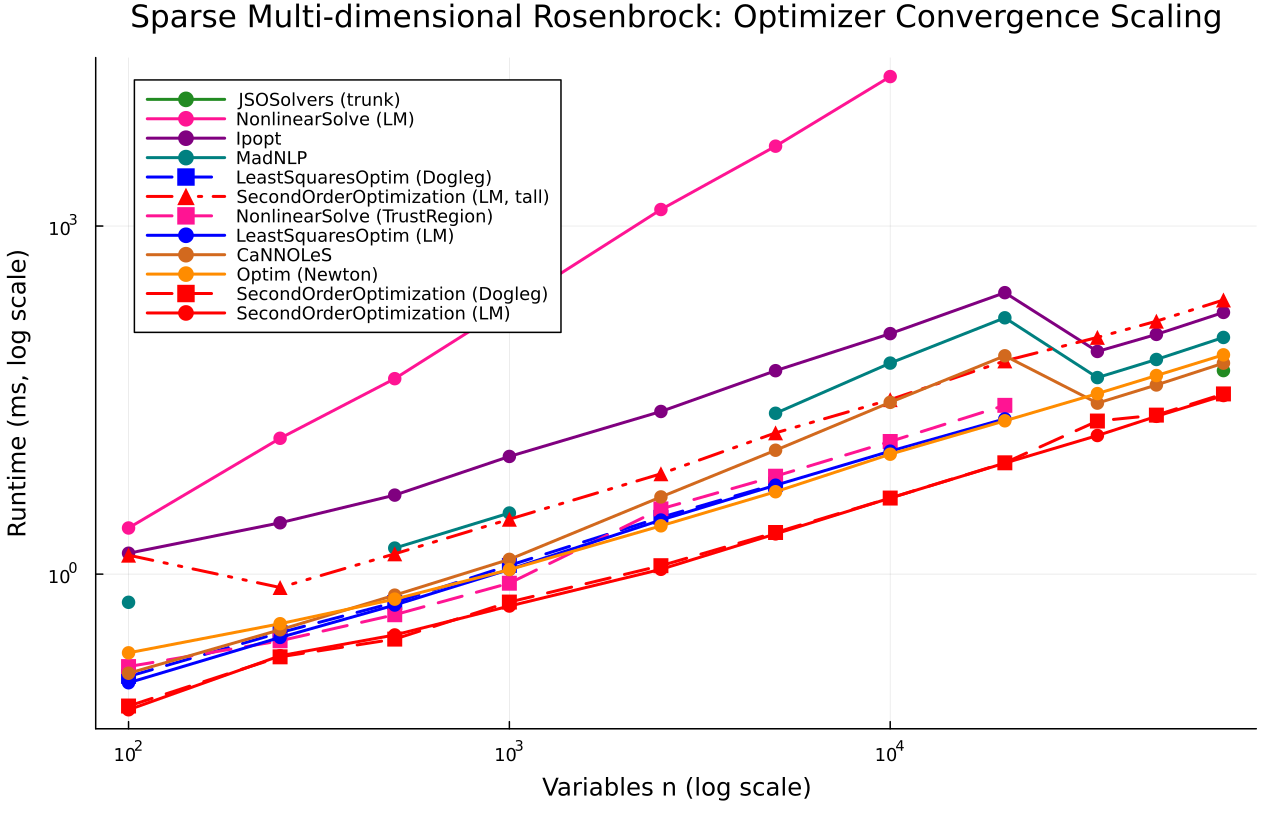 Sparse Multi-dimensional Rosenbrock: Optimizer Convergence Scaling
JSOSolvers (trunk)
NonlinearSolve (LM)
Ipopt
MadNLP
LeastSquaresOptim (Dogleg)
SecondOrderOptimization (LM, tall)
NonlinearSolve (TrustRegion)
LeastSquaresOptim (LM)
CaNNOLeS
Optim (Newton)
SecondOrderOptimization (Dogleg)
SecondOrderOptimization (LM)
Runtime (ms, log scale)
10³
10⁰
10² 10³ 10⁴
Variables n (log scale)